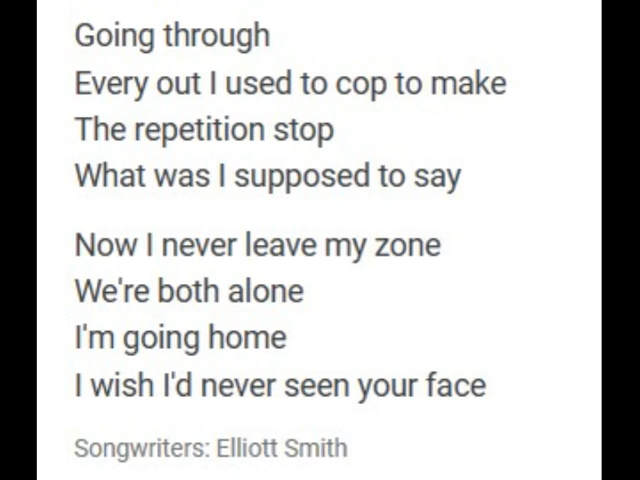 Going through
Every out I used to cop to make
The repetition stop
What was I supposed to say
Now I never leave my zone
We're both alone
I'm going home
I wish I'd never seen your face
Songwriters: Elliott Smith